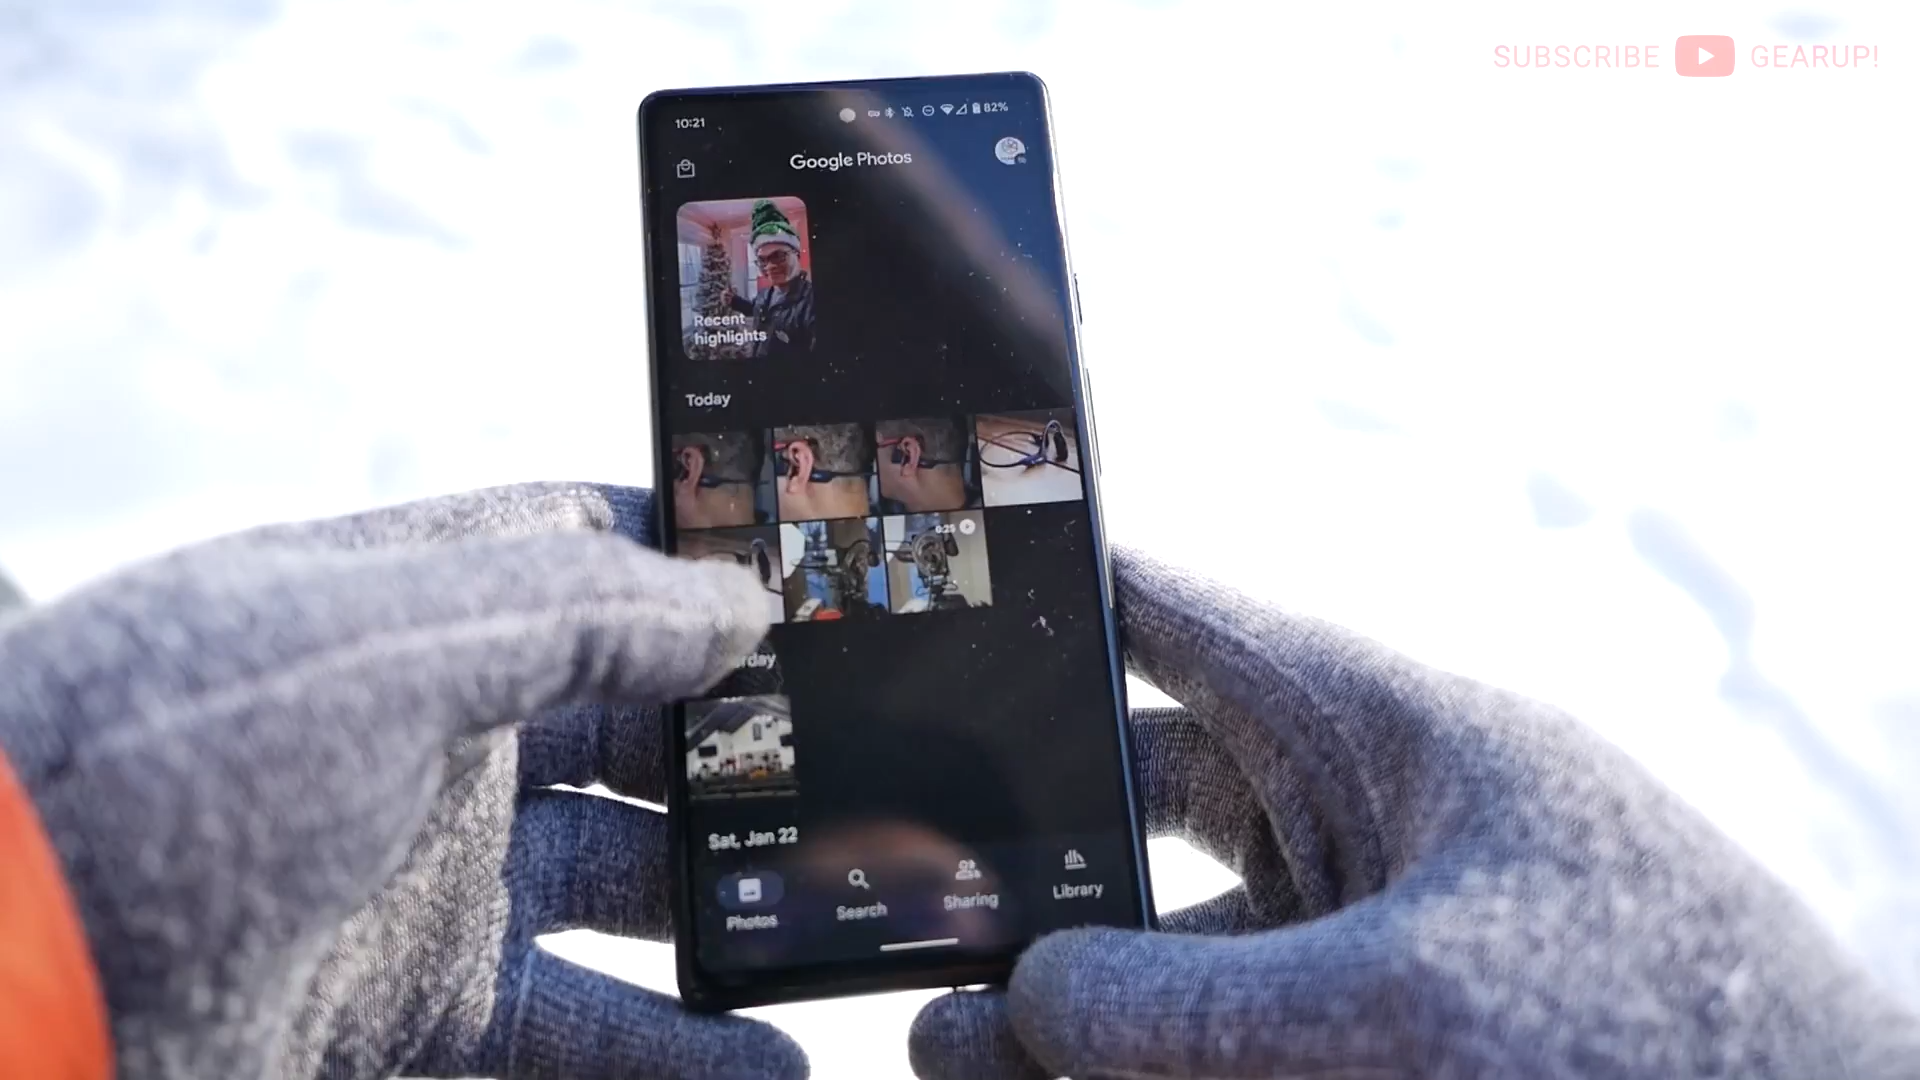 SUBSCRIBE GEARUP!
10:21
82%
Google Photos
Recent
highlights
Today
0:25
rday
Sat, Jan 22
Photos
Search
Sharing
Library